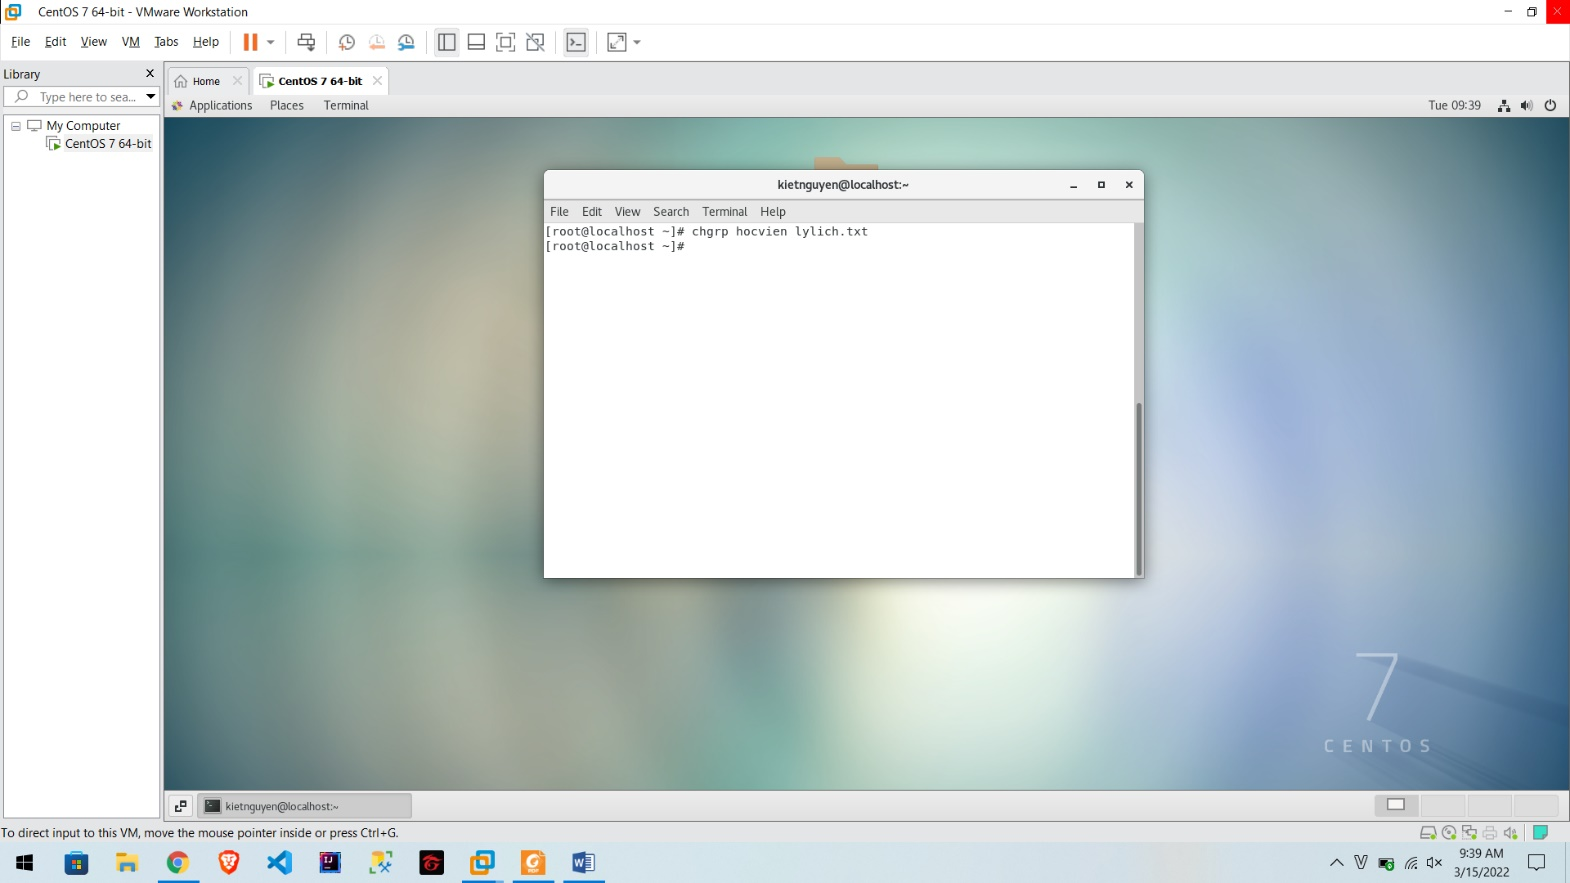 CentOS 7 64-bit - VMware Workstation
File Edit View VM Tabs Help
Library
Type here to sea...
My Computer
CentOS 7 64-bit
Home
CentOS 7 64-bit
Applications Places Terminal
Tue 09:39
kietnguyen@localhost:~
File Edit View Search Terminal Help
[root@localhost ~]# chgrp hocvien lylich.txt
[root@localhost ~]#
7
CENTOS
kietnguyen@localhost:~
To direct input to this VM, move the mouse pointer inside or press Ctrl+G.
9:39 AM
3/15/2022